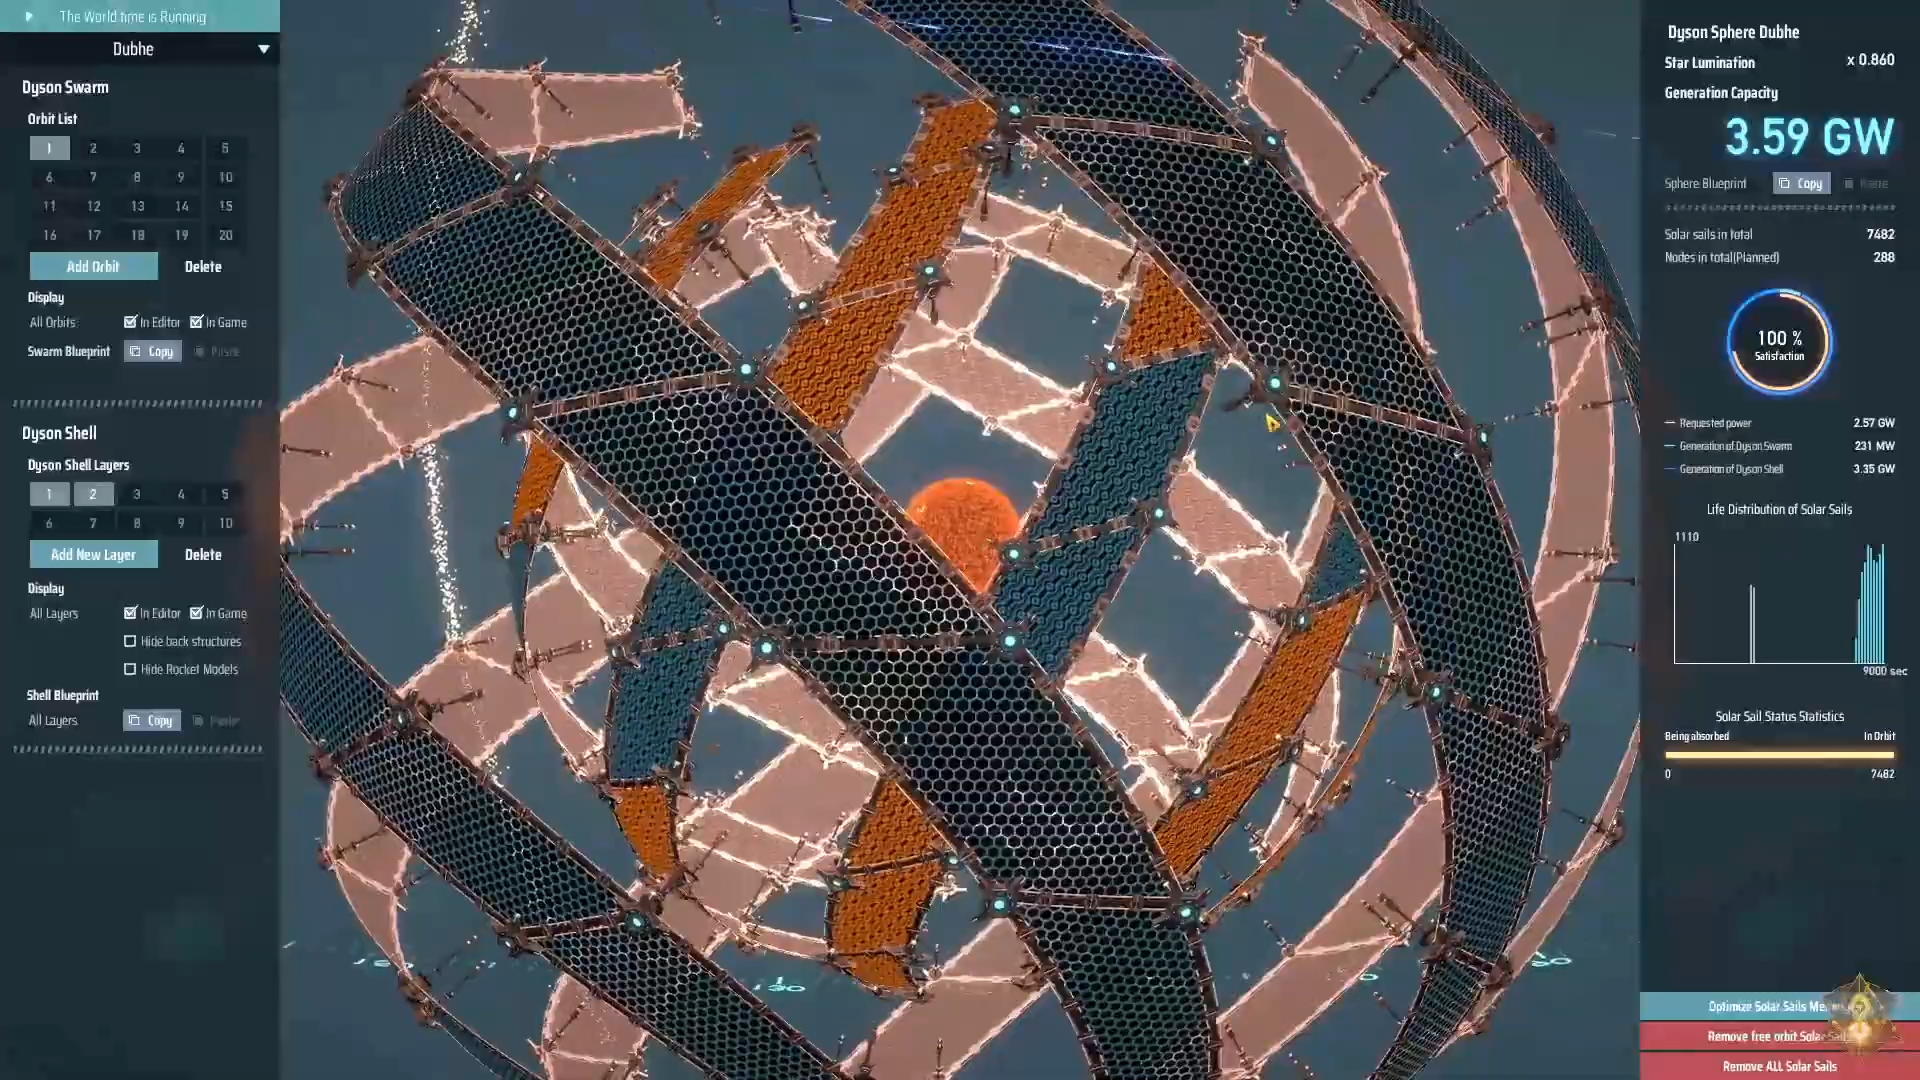 The World time is Running
Dubhe
Dyson Swarm
Orbit List
1 2 3 4 5
6 7 8 9 10
11 12 13 14 15
16 17 18 19 20
Add Orbit Delete
Display
All Orbits In Editor In Game
Swarm Blueprint Copy Paste
Dyson Shell
Dyson Shell Layers
1 2 3 4 5
6 7 8 9 10
Add New Layer Delete
Display
All Layers In Editor In Game
Hide back structures
Hide Rocket Models
Shell Blueprint
All Layers Copy Paste
Dyson Sphere Dubhe
Star Lumination x 0.860
Generation Capacity
3.59 GW
Sphere Blueprint Copy Paste
Solar sails in total 7482
Nodes in total(Planned) 288
100 %
Satisfaction
Requested power 2.57 GW
Generation of Dyson Swarm 231 MW
Generation of Dyson Shell 3.35 GW
Life Distribution of Solar Sails
1110
9000 sec
Solar Sail Status Statistics
Being absorbed In Orbit
0 7482
Optimize Solar Sails
Remove free orbit Solar
Remove ALL Solar Sails